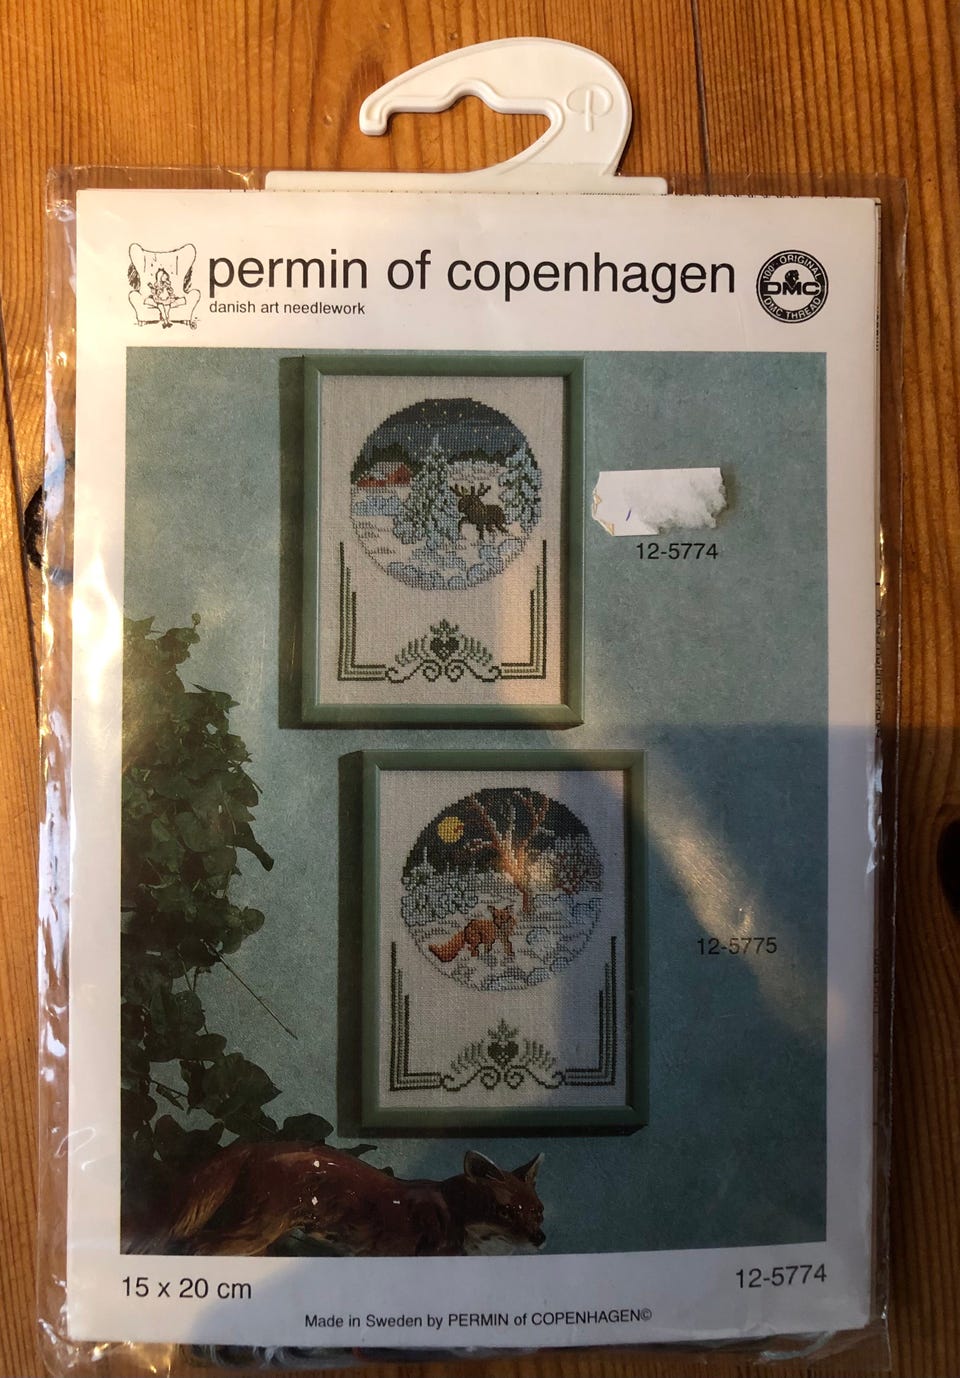 permin of copenhagen
danish art needlework
100% ORIGINAL
DMC
DMC THREAD
12-5774
12-5775
15 x 20 cm
12-5774
Made in Sweden by PERMIN of COPENHAGEN©